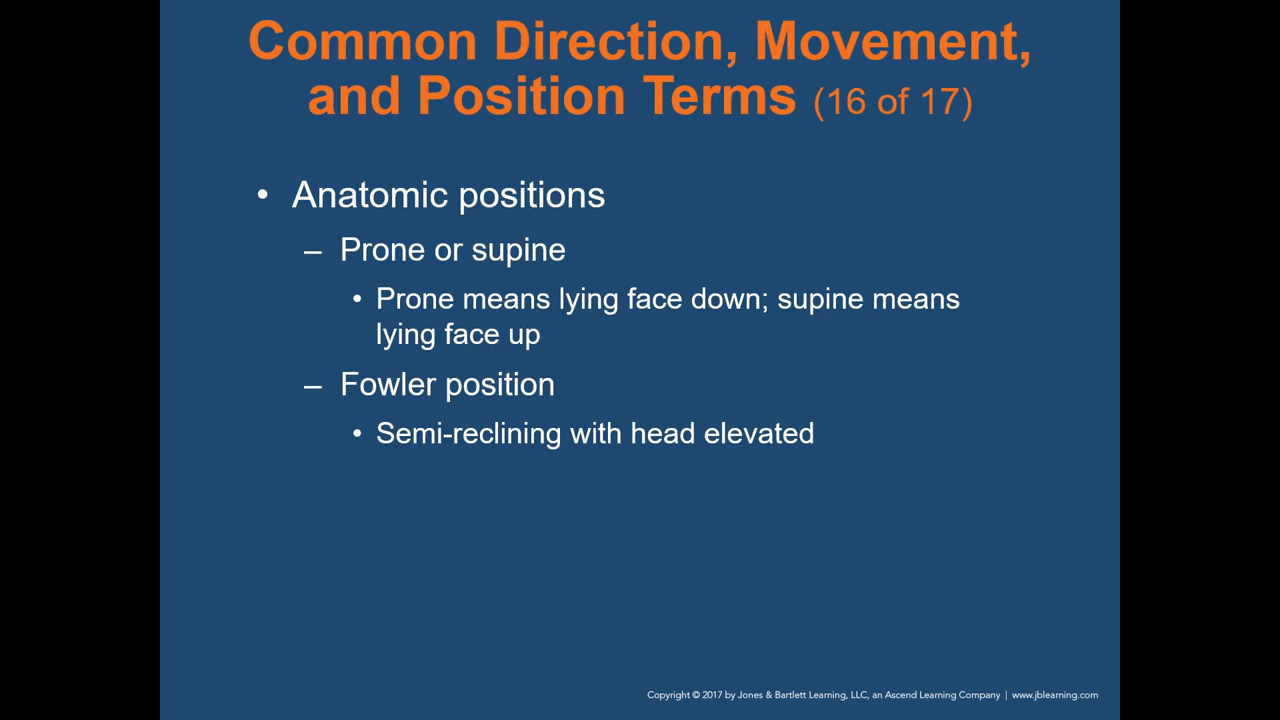 Common Direction, Movement,
and Position Terms (16 of 17)
• Anatomic positions
– Prone or supine
• Prone means lying face down; supine means
lying face up
– Fowler position
• Semi-reclining with head elevated
Copyright © 2017 by Jones & Bartlett Learning, LLC, an Ascend Learning Company | www.jblearning.com